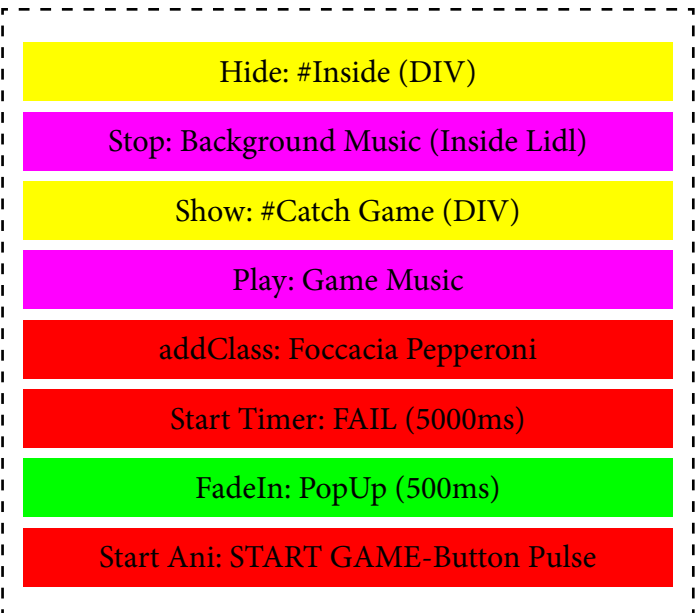 Hide: #Inside (DIV)
Stop: Background Music (Inside Lidl)
Show: #Catch Game (DIV)
Play: Game Music
addClass: Foccacia Pepperoni
Start Timer: FAIL (5000ms)
FadeIn: PopUp (500ms)
Start Ani: START GAME-Button Pulse